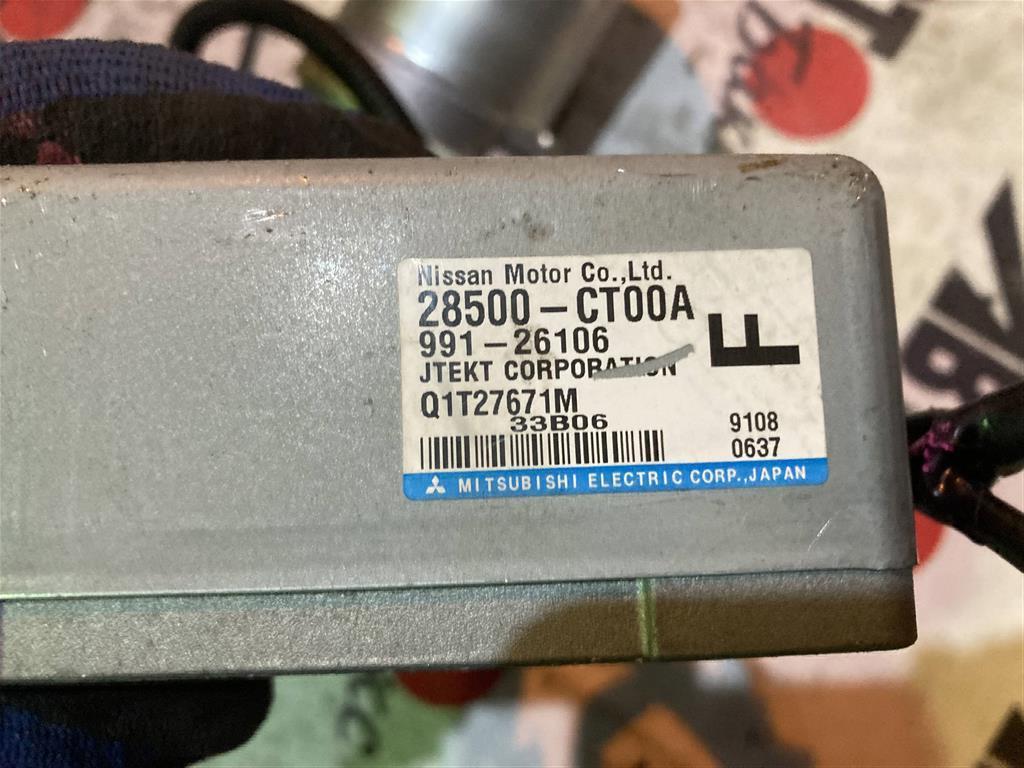 Nissan Motor Co.,Ltd.
28500-CT00A
F
991-26106
JTEKT CORPORATION
Q1T27671M
33B06
9108
0637
MITSUBISHI ELECTRIC CORP.,JAPAN